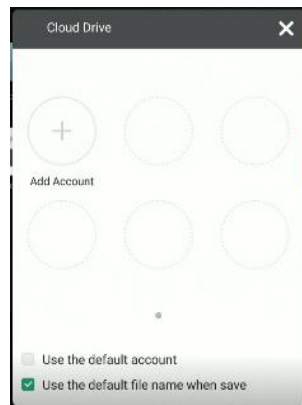 Cloud Drive
Add Account
Use the default account
Use the default file name when save